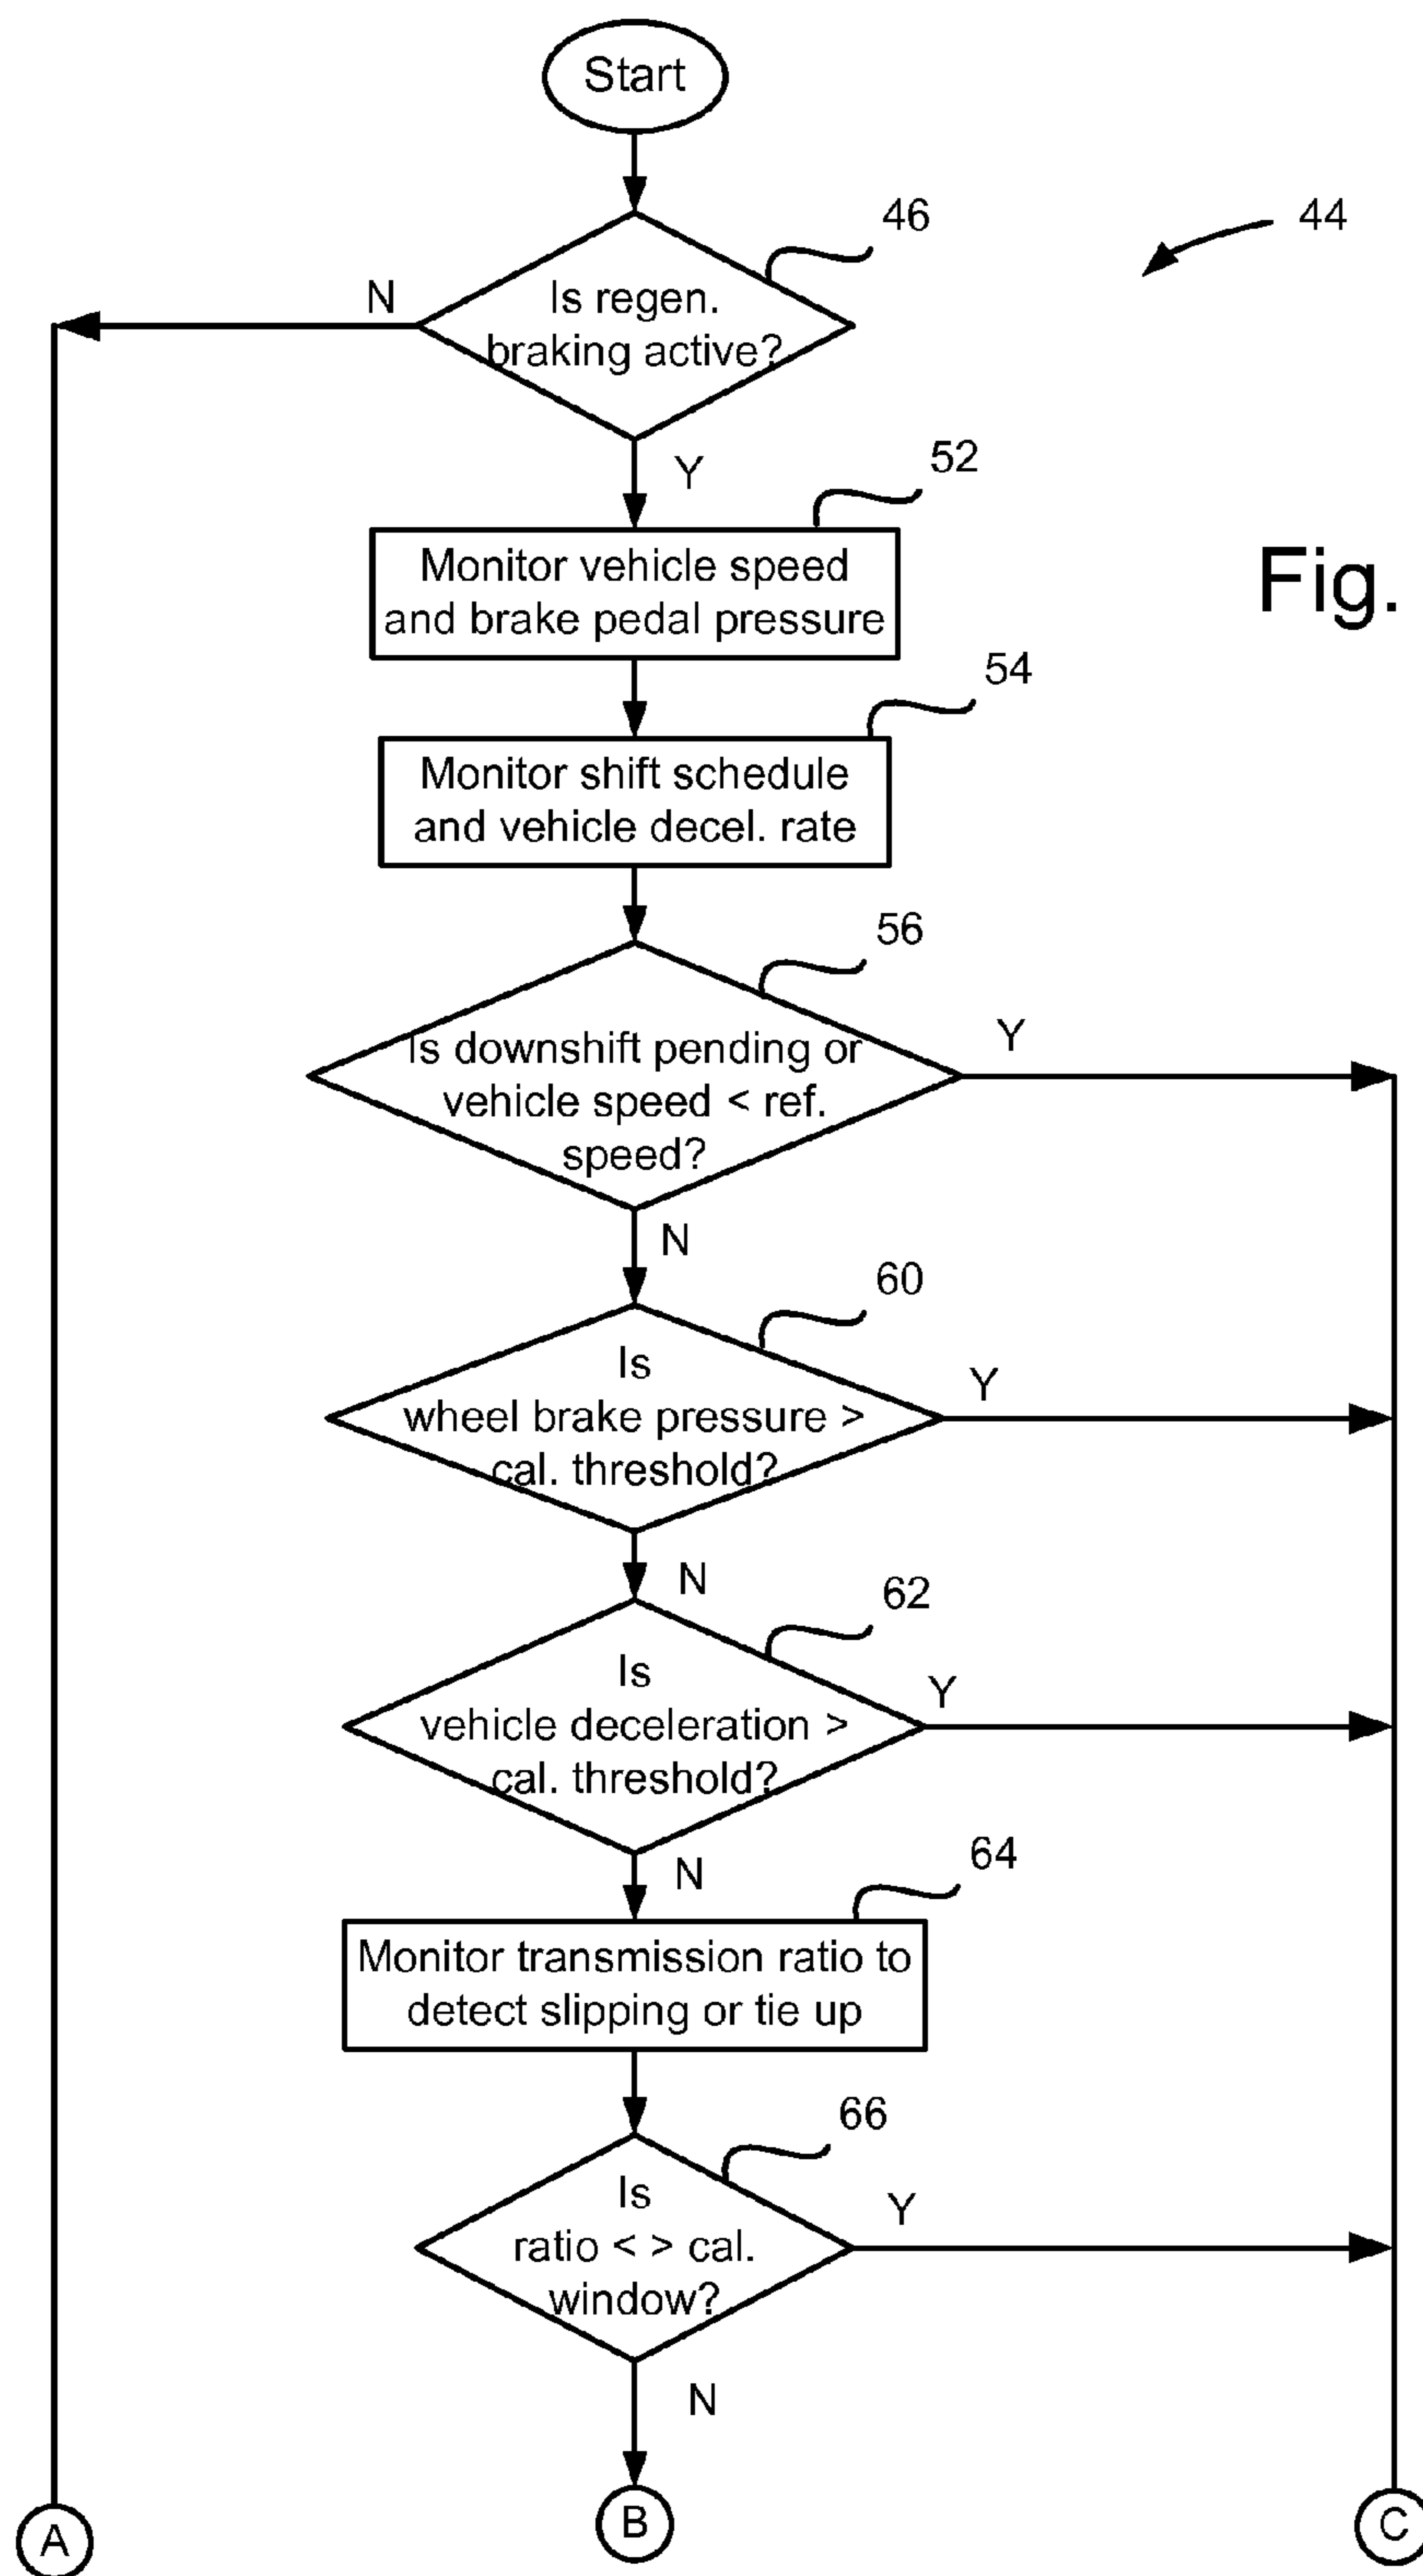 Start
46
44
Is regen.
braking active?
N
Y
52
Monitor vehicle speed
and brake pedal pressure
Fig.
54
Monitor shift schedule
and vehicle decel. rate
56
Is downshift pending or
vehicle speed < ref.
speed?
Y
N
60
Is
wheel brake pressure >
cal. threshold?
Y
N
62
Is
vehicle deceleration >
cal. threshold?
Y
N
64
Monitor transmission ratio to
detect slipping or tie up
66
Is
ratio < > cal.
window?
Y
N
A
B
C